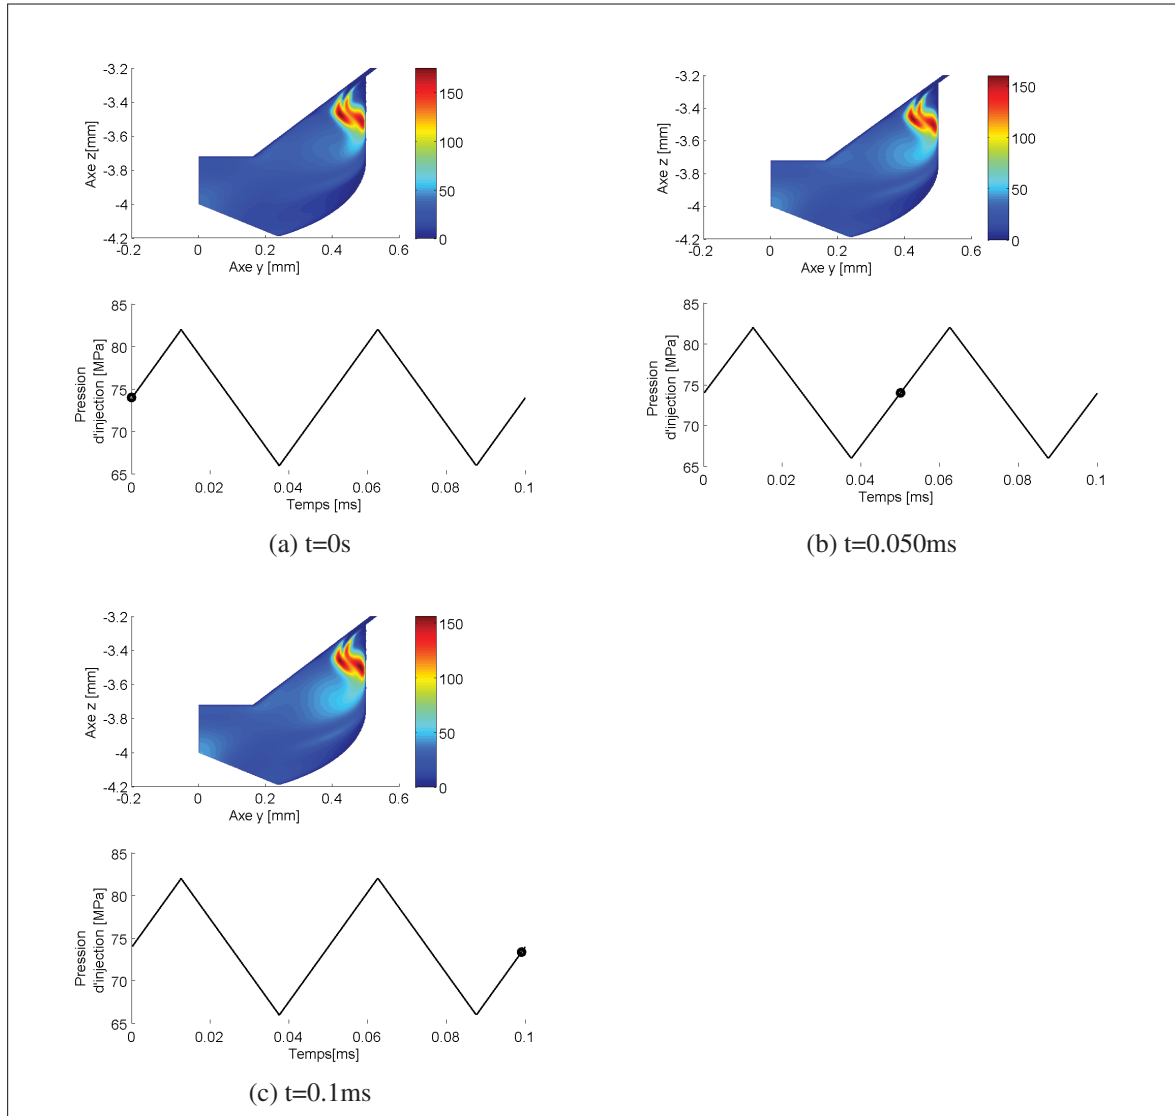 -3.2
-3.4
-3.6
-3.8
-4
-4.2
Axe z[mm]
-0.2 0 0.2 0.4 0.6
Axe y [mm]
150
100
50
0
85
80
75
70
65
Pression
d'injection [MPa]
0 0.02 0.04 0.06 0.08 0.1
Temps [ms]
(a) t=0s
-3.2
-3.4
-3.6
-3.8
-4
-4.2
Axe z [mm]
-0.2 0 0.2 0.4 0.6
Axe y [mm]
150
100
50
0
85
80
75
70
65
Pression
d'injection [MPa]
0 0.02 0.04 0.06 0.08 0.1
Temps [ms]
(b) t=0.050ms
-3.2
-3.4
-3.6
-3.8
-4
-4.2
Axe z [mm]
-0.2 0 0.2 0.4 0.6
Axe y [mm]
150
100
50
0
85
80
75
70
65
Pression
d'injection [MPa]
0 0.02 0.04 0.06 0.08 0.1
Temps[ms]
(c) t=0.1ms